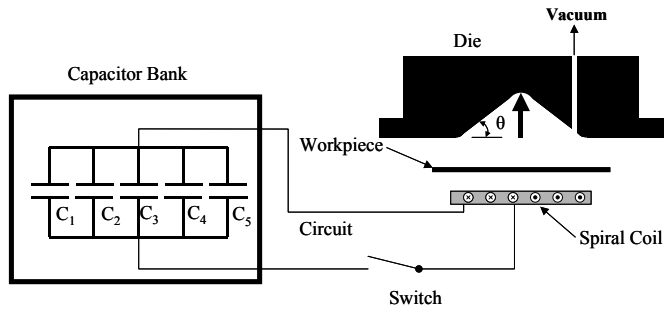 Vacuum
Die
Capacitor Bank
θ
Workpiece
C1 C2 C3 C4 C5
Circuit
Spiral Coil
Switch